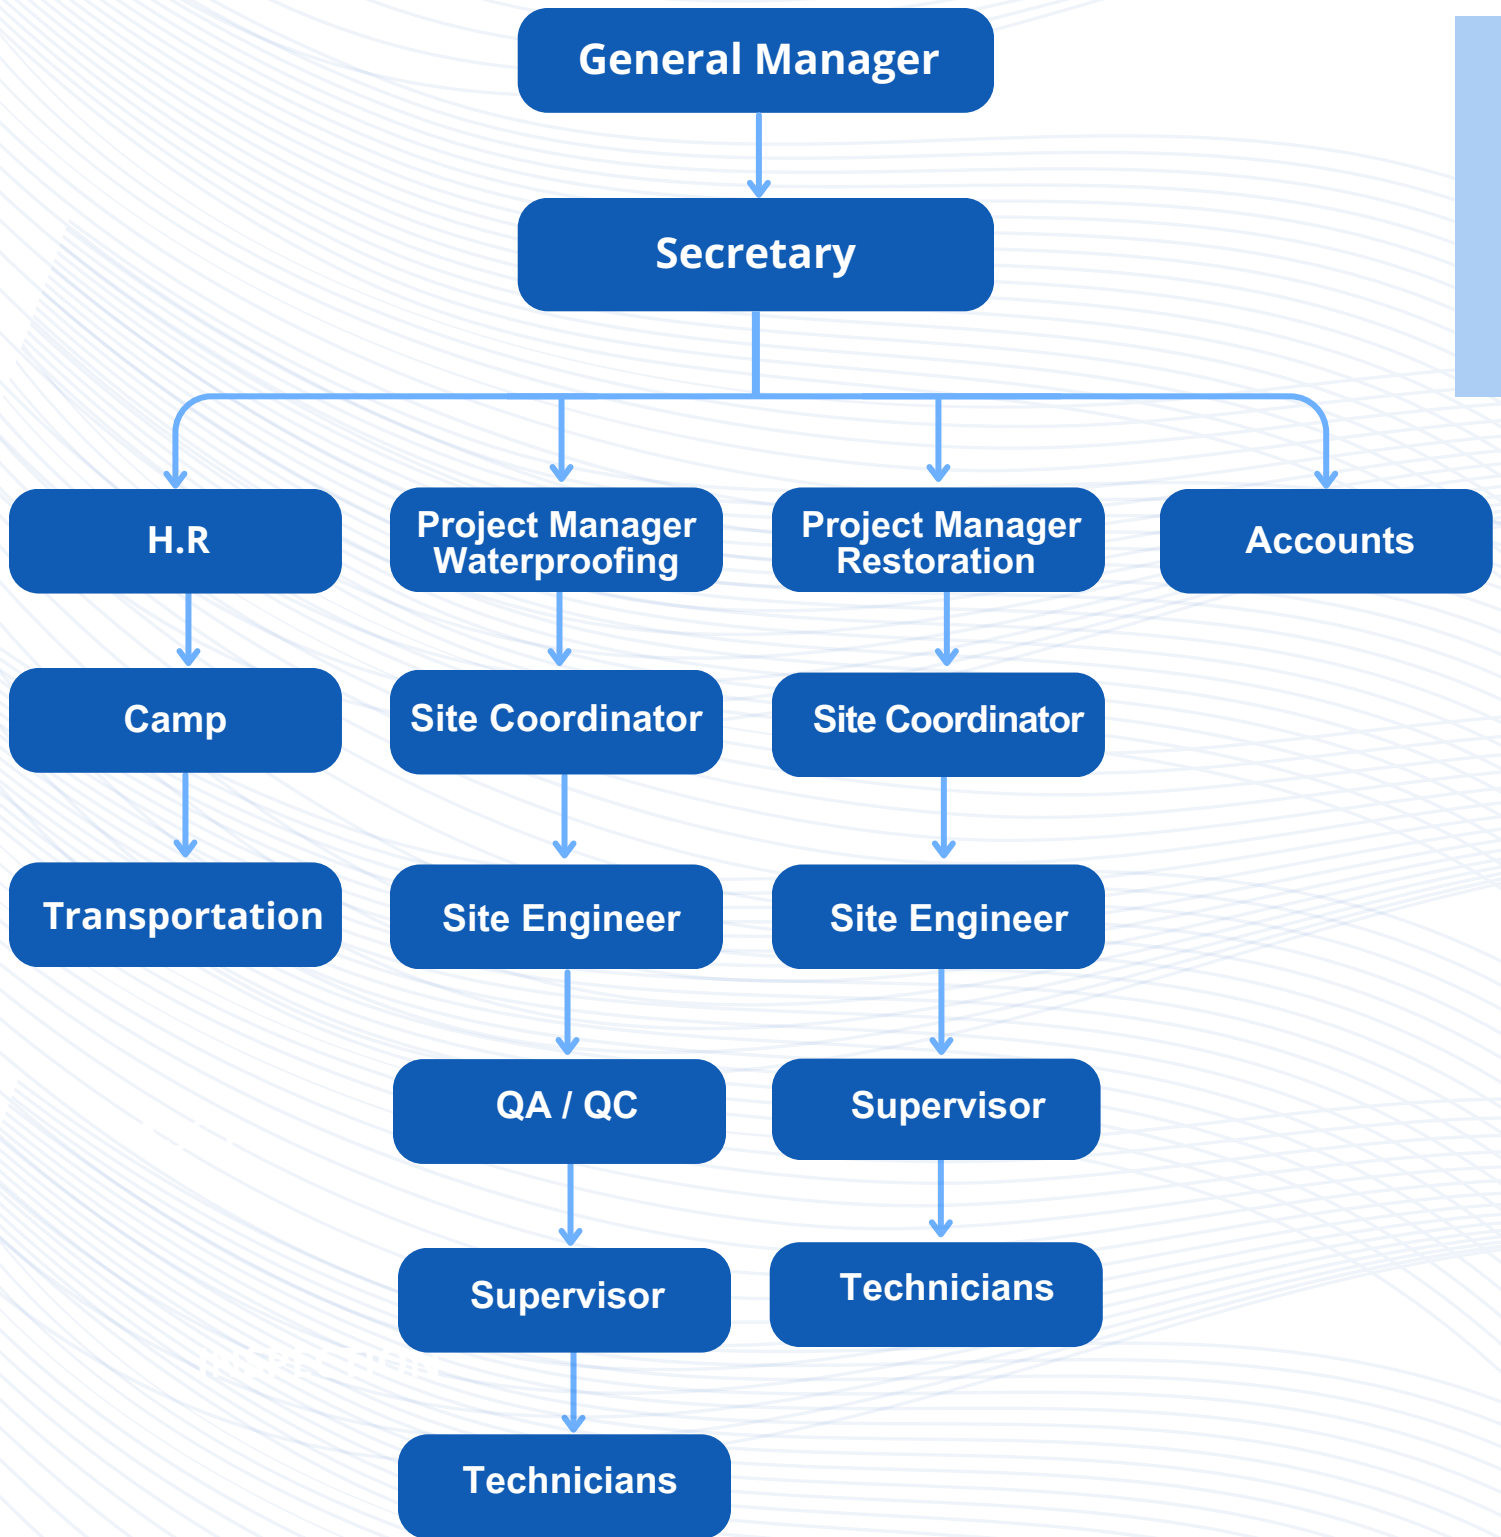 General Manager
Secretary
H.R
Project Manager
Waterproofing
Project Manager
Restoration
Accounts
Camp
Site Coordinator
Site Coordinator
Transportation
Site Engineer
Site Engineer
QA / QC
Supervisor
Supervisor
Technicians
Technicians